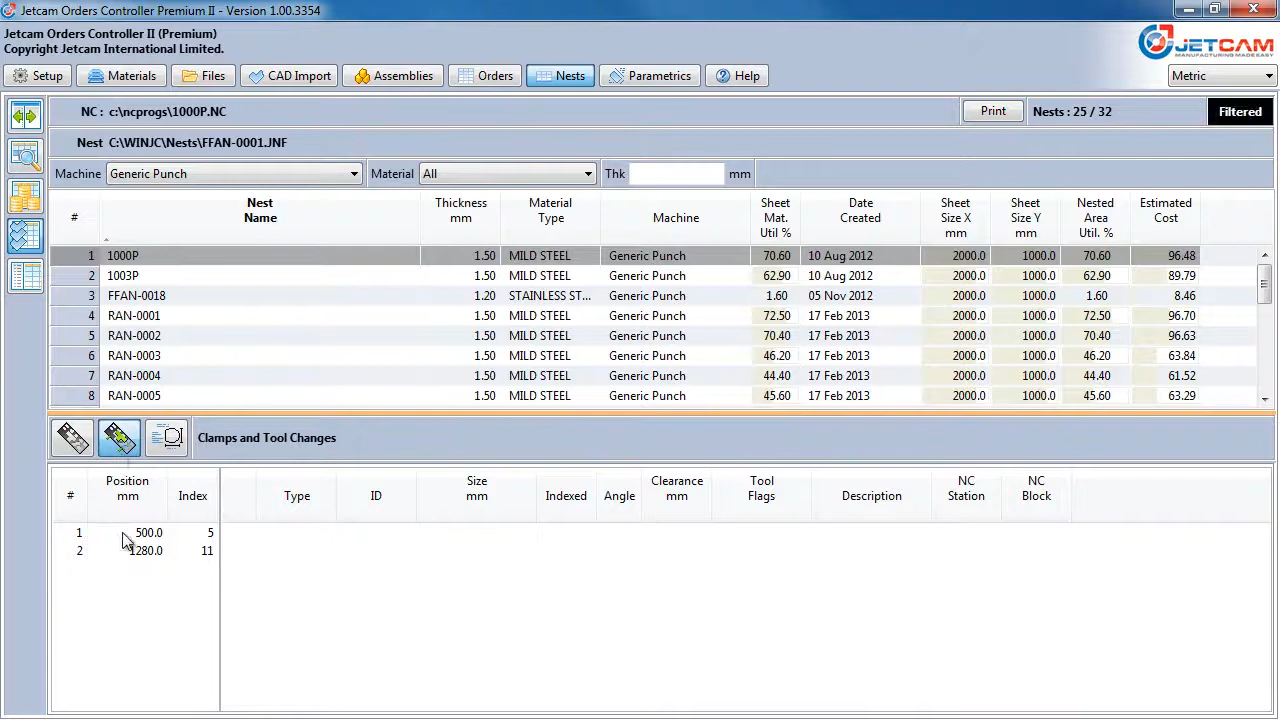 Jetcam Orders Controller Premium II - Version 1.00.3354
Jetcam Orders Controller II (Premium)
Copyright Jetcam International Limited.
JETCAM
MANUFACTURING MADE EASY
Setup Materials Files CAD Import Assemblies Orders Nests Parametrics Help Metric
NC : c:\ncprogs\1000P.NC Print Nests : 25 / 32 Filtered
Nest C:\WINJC\Nests\FFAN-0001.JNF
Machine Generic Punch Material All Thk mm
# Nest Name Thickness mm Material Type Machine Sheet Mat. Util % Date Created Sheet Size X mm Sheet Size Y mm Nested Area Util. % Estimated Cost
1 1000P 1.50 MILD STEEL Generic Punch 70.60 10 Aug 2012 2000.0 1000.0 70.60 96.48
2 1003P 1.50 MILD STEEL Generic Punch 62.90 10 Aug 2012 2000.0 1000.0 62.90 89.79
3 FFAN-0018 1.20 STAINLESS ST... Generic Punch 1.60 05 Nov 2012 2000.0 1000.0 1.60 8.46
4 RAN-0001 1.50 MILD STEEL Generic Punch 72.50 17 Feb 2013 2000.0 1000.0 72.50 96.70
5 RAN-0002 1.50 MILD STEEL Generic Punch 70.40 17 Feb 2013 2000.0 1000.0 70.40 96.63
6 RAN-0003 1.50 MILD STEEL Generic Punch 46.20 17 Feb 2013 2000.0 1000.0 46.20 63.84
7 RAN-0004 1.50 MILD STEEL Generic Punch 44.40 17 Feb 2013 2000.0 1000.0 44.40 61.52
8 RAN-0005 1.50 MILD STEEL Generic Punch 45.60 17 Feb 2013 2000.0 1000.0 45.60 63.29
Clamps and Tool Changes
# Position mm Index Type ID Size mm Indexed Angle Clearance mm Tool Flags Description NC Station NC Block
1 500.0 5
2 1280.0 11